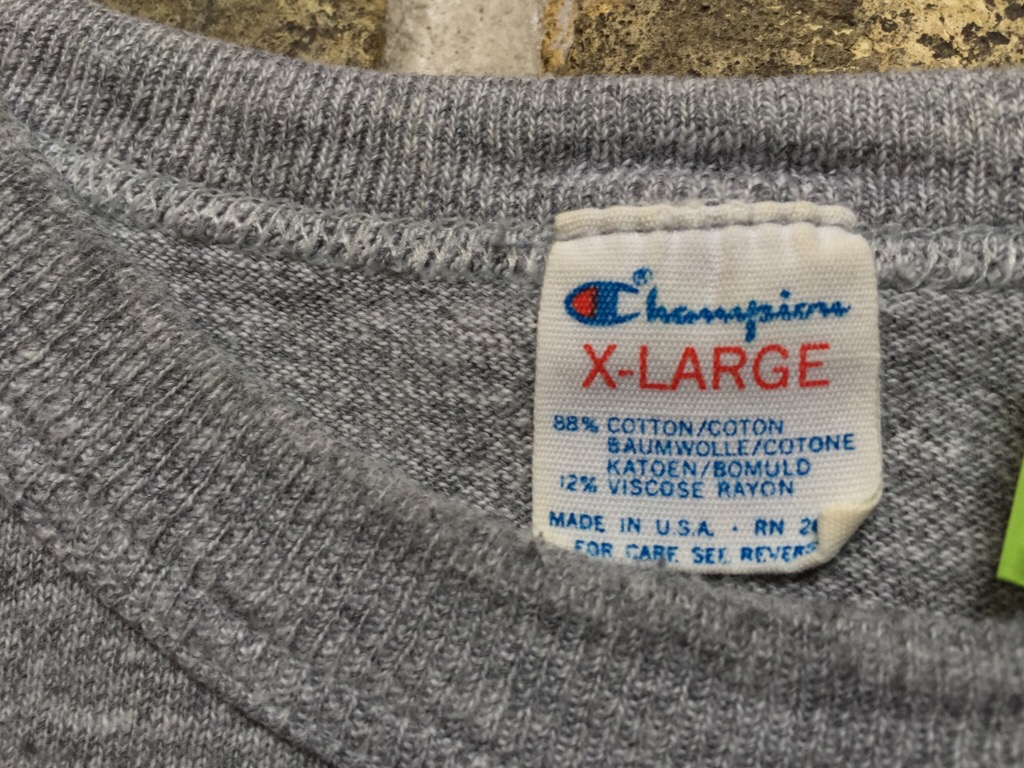 Champion®
X-LARGE
88% COTTON/COTON
BAUMWOLLE/COTONE
KATOEN/BOMULD
12% VISCOSE RAYON
MADE IN U.S.A. · RN
FOR CARE SEE